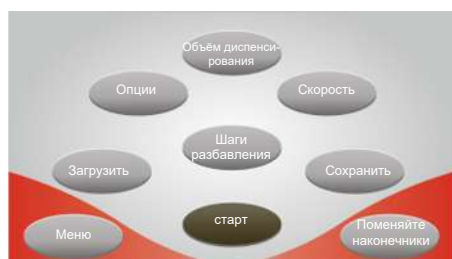 Объём диспенси-
рования
Опции
Скорость
Шаги
разбавления
Загрузить
Сохранить
старт
Меню
Поменяйте
наконечники